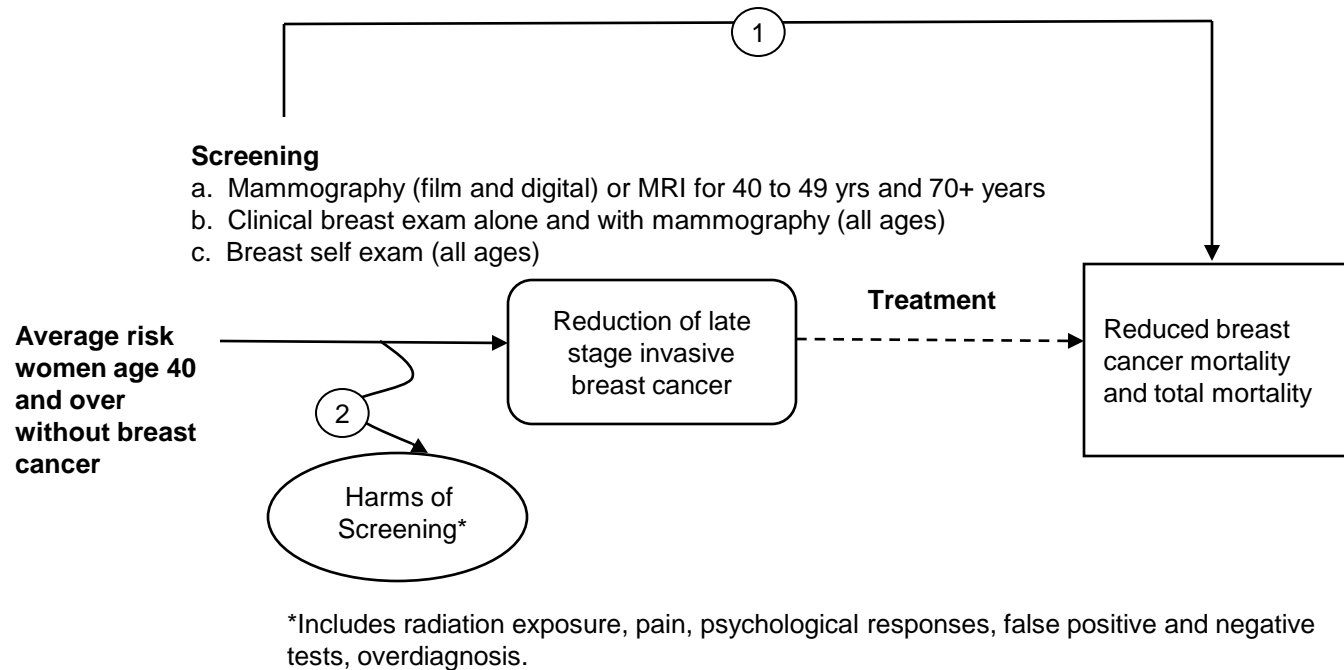 1
Screening
a. Mammography (film and digital) or MRI for 40 to 49 yrs and 70+ years
b. Clinical breast exam alone and with mammography (all ages)
c. Breast self exam (all ages)
Average risk
women age 40
and over
without breast
cancer
Reduction of late
stage invasive
breast cancer
Treatment
Reduced breast
cancer mortality
and total mortality
2
Harms of
Screening*
*Includes radiation exposure, pain, psychological responses, false positive and negative
tests, overdiagnosis.